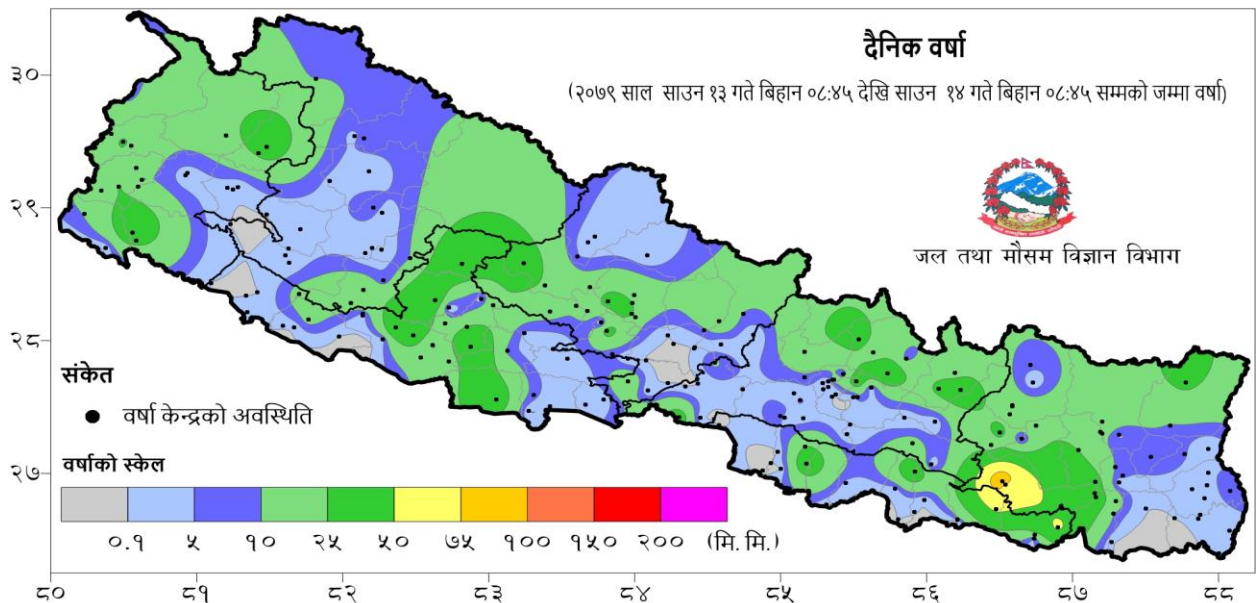 दैनिक वर्षा
(२०७९ साल साउन १३ गते बिहान ०८:४५ देखि साउन १४ गते बिहान ०८:४५ सम्मको जम्मा वर्षा)
जल तथा मौसम विज्ञान विभाग
३०
२९
२८
२७
संकेत
वर्षा केन्द्रको अवस्थिति
वर्षाको स्केल
०.१ ५ १० २५ ५० ७५ १०० १५० २०० (मि.मि.)
८० ८१ ८२ ८३ ८४ ८५ ८६ ८७ ८८